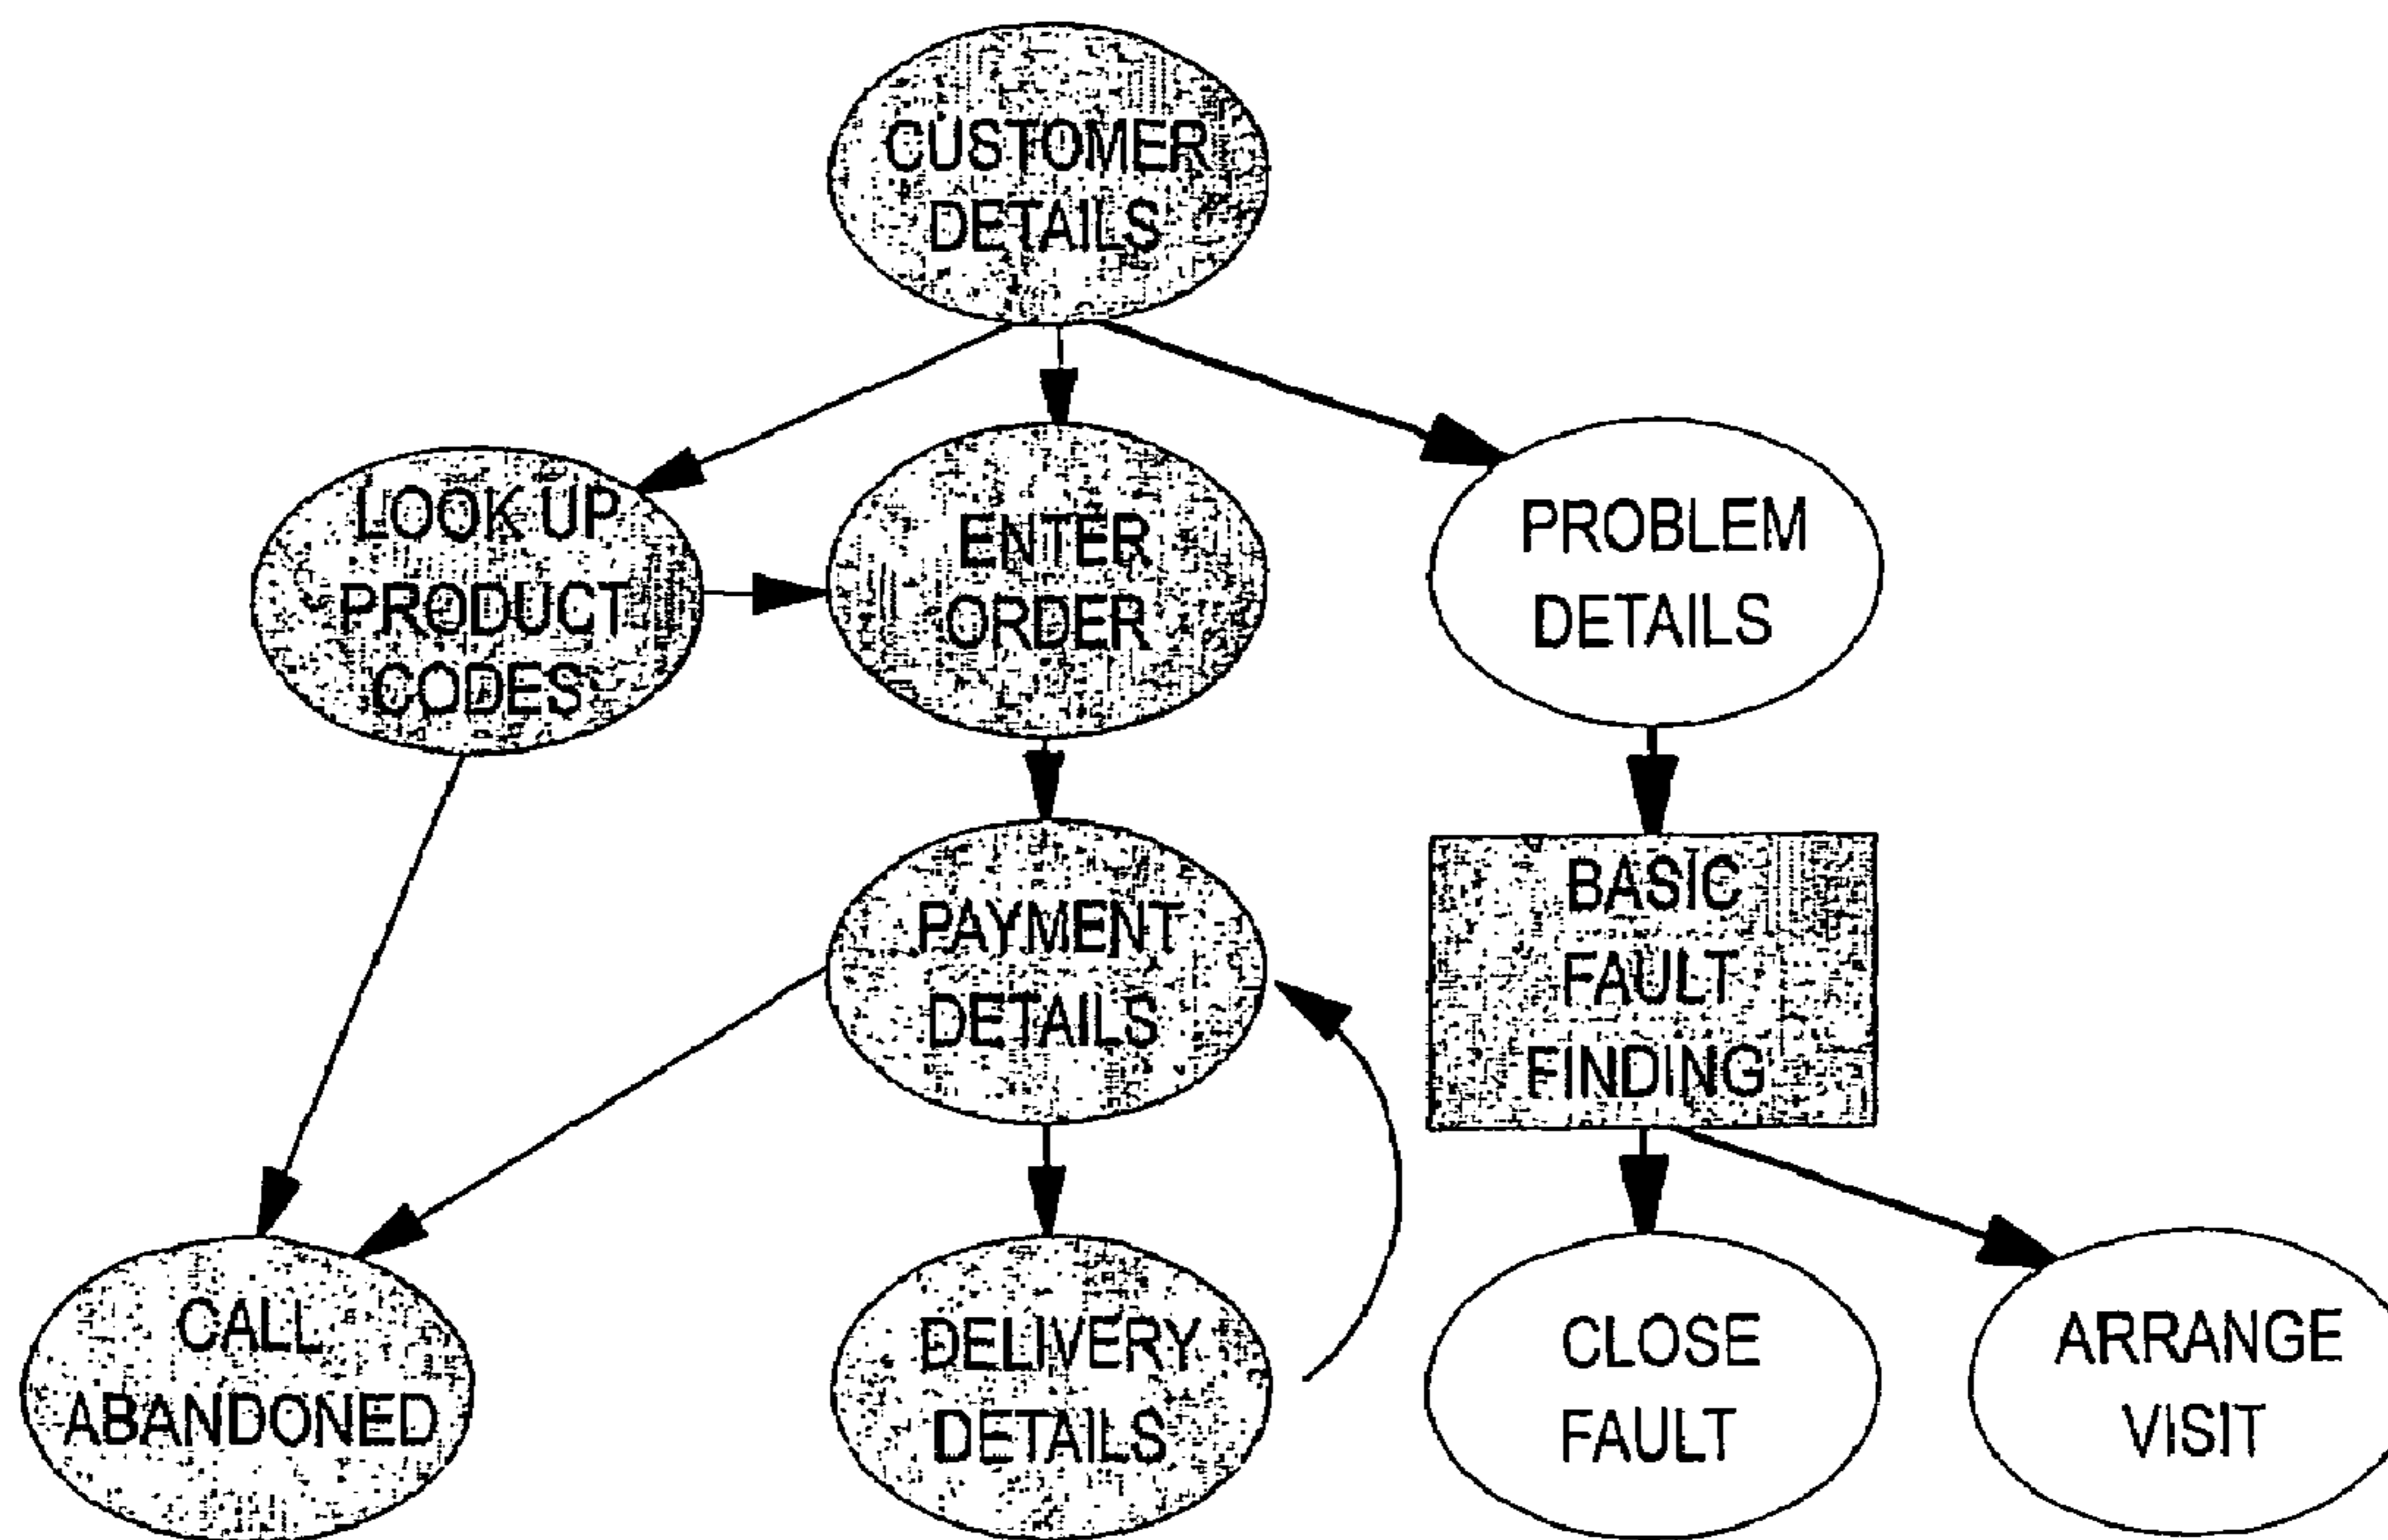 CUSTOMER
DETAILS
LOOK UP
PRODUCT
CODES
ENTER
ORDER
PROBLEM
DETAILS
PAYMENT
DETAILS
BASIC
FAULT
FINDING
CALL
ABANDONED
DELIVERY
DETAILS
CLOSE
FAULT
ARRANGE
VISIT